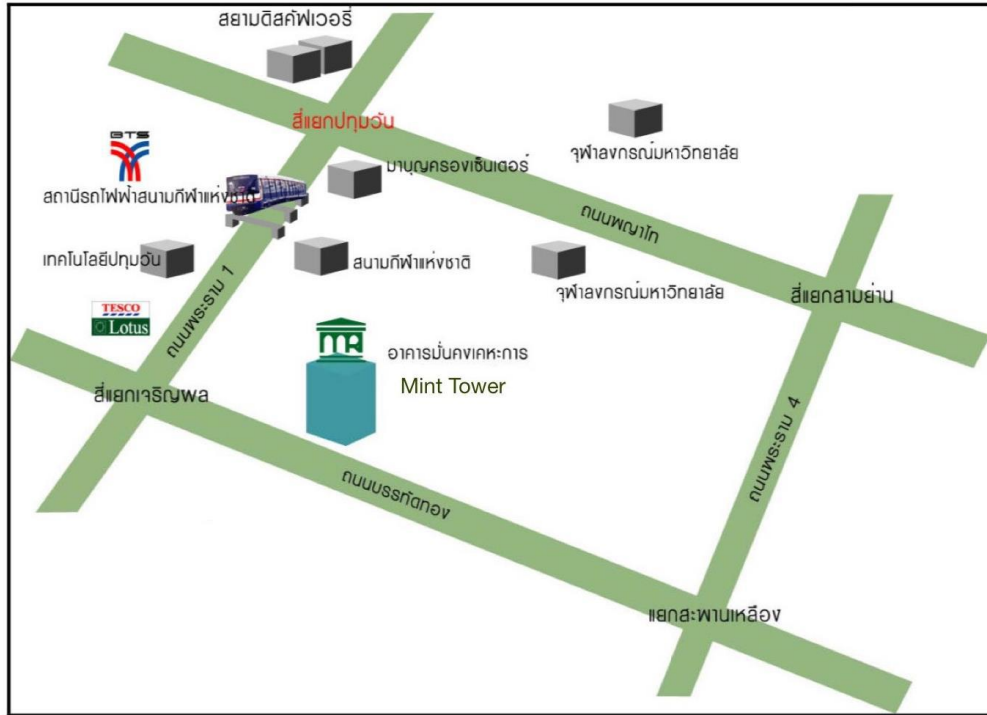 สยามดิสคัฟเวอรี่
สี่แยกปทุมวัน
BTS
มาบุญครองเซ็นเตอร์
จุฬาลงกรณ์มหาวิทยาลัย
สถานีรถไฟฟ้าสนามกีฬาแห่งชาติ
ถนนพญาไท
เทคโนโลยีปทุมวัน
สนามกีฬาแห่งชาติ
จุฬาลงกรณ์มหาวิทยาลัย
สี่แยกสามย่าน
ถนนพระราม 1
TESCO
Lotus
อาคารมั่นคงเคหะการ
Mint Tower
สี่แยกเจริญผล
ถนนพระราม 4
ถนนบรรทัดทอง
แยกสะพานเหลือง